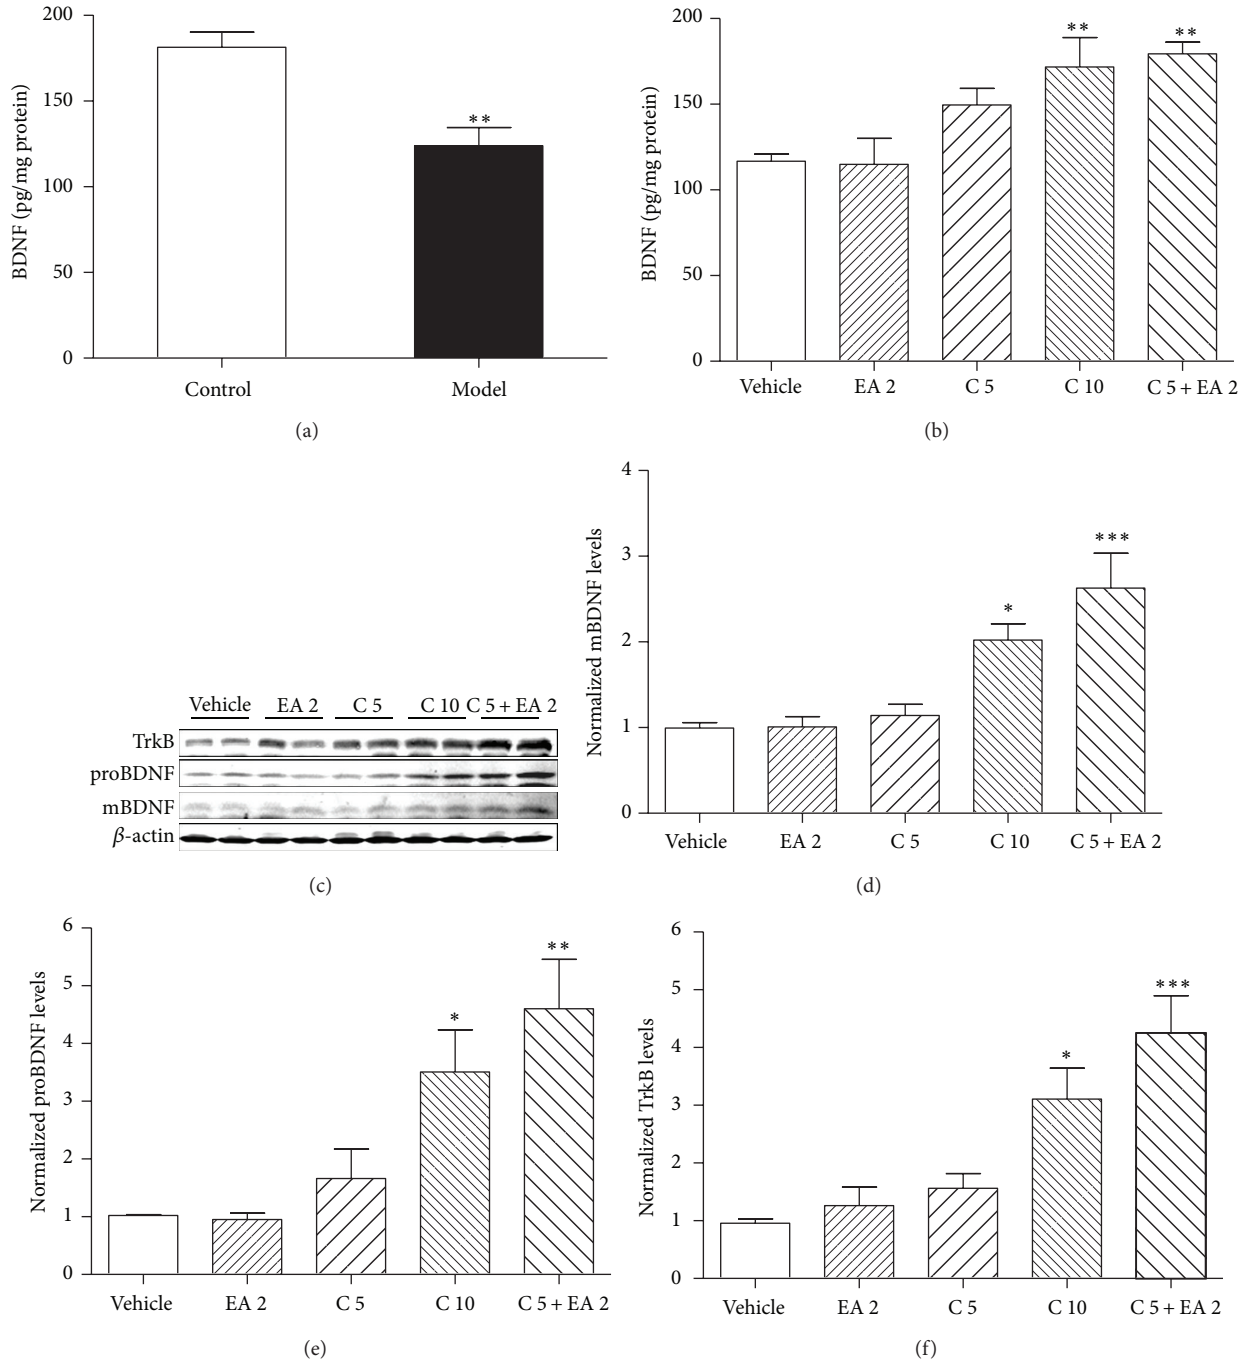 200
150
100
50
0
BDNF (pg/mg protein)
**
Control Model
(a)
200
150
100
50
0
BDNF (pg/mg protein)
** **
Vehicle EA 2 C 5 C 10 C 5 + EA 2
(b)
Vehicle EA 2 C 5 C 10 C 5 + EA 2
TrkB
proBDNF
mBDNF
β-actin
(c)
4
3
2
1
0
Normalized mBDNF levels
* ***
Vehicle EA 2 C 5 C 10 C 5 + EA 2
(d)
6
5
4
3
2
1
0
Normalized proBDNF levels
* **
Vehicle EA 2 C 5 C 10 C 5 + EA 2
(e)
6
5
4
3
2
1
0
Normalized TrkB levels
* ***
Vehicle EA 2 C 5 C 10 C 5 + EA 2
(f)